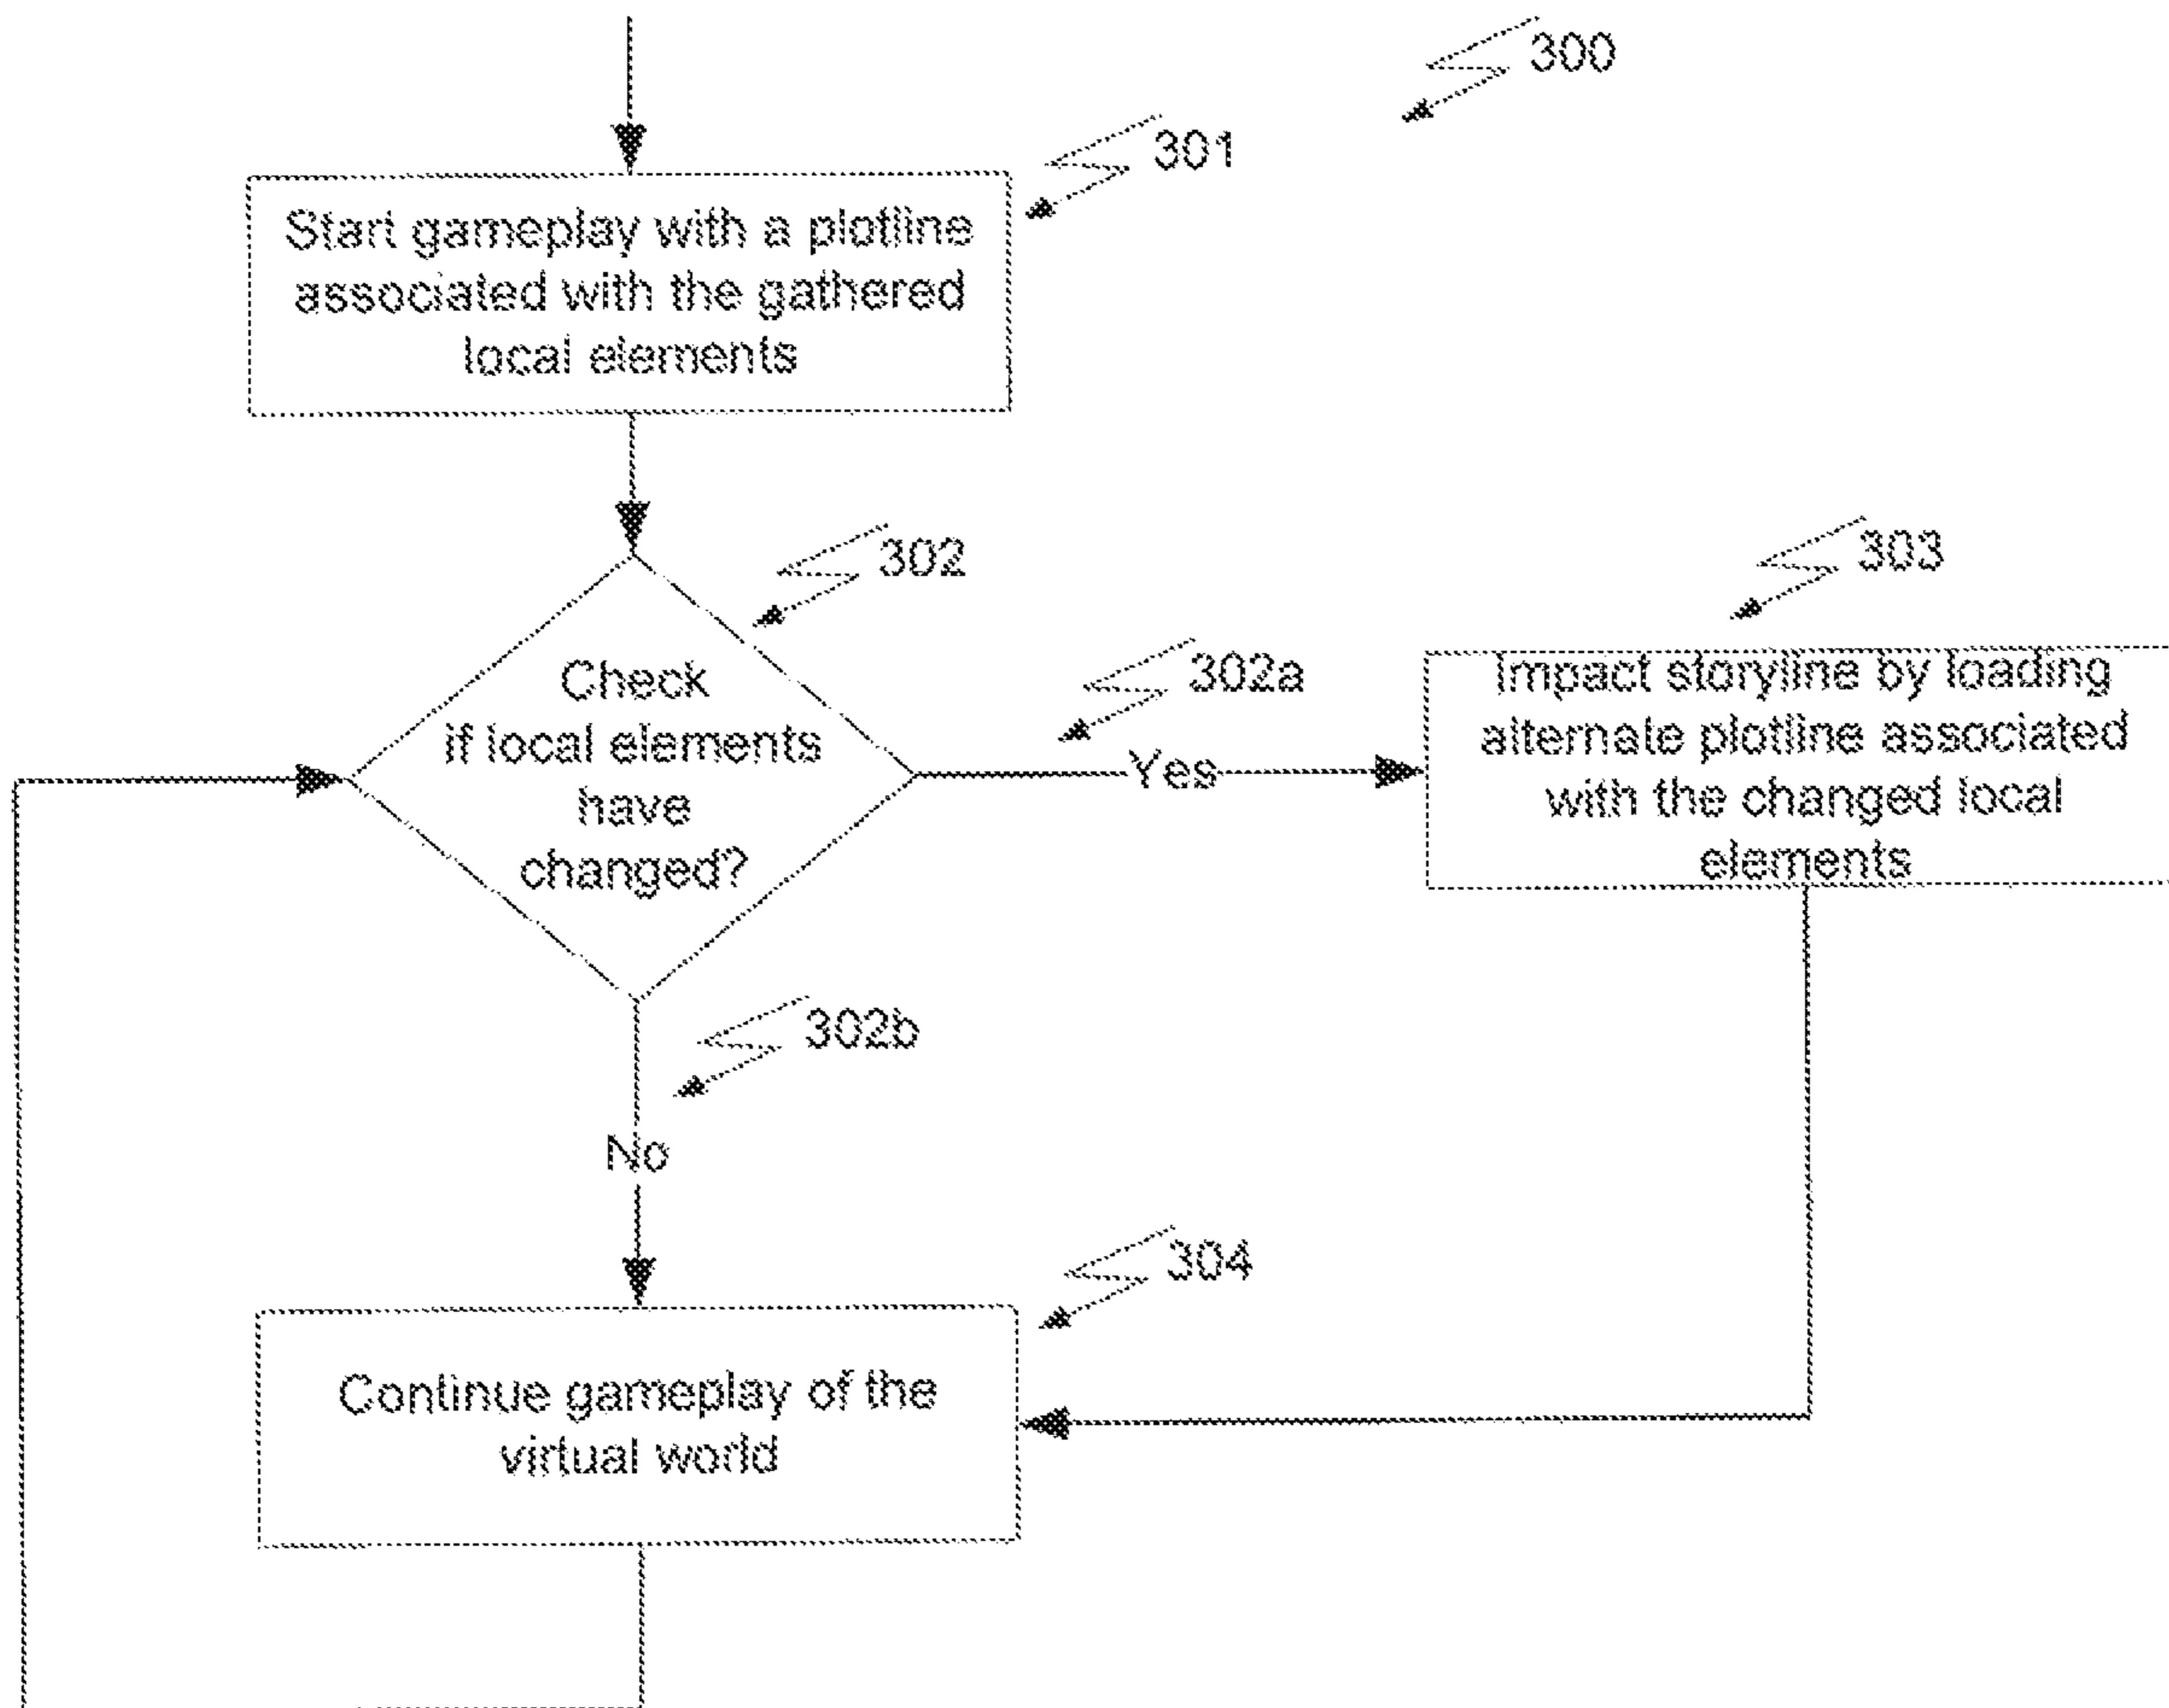 300
301
Start gameplay with a plotline
associated with the gathered
local elements
302
303
Check
if local elements
have
changed?
302a
Yes
Impact storyline by loading
alternate plotline associated
with the changed local
elements
302b
No
304
Continue gameplay of the
virtual world